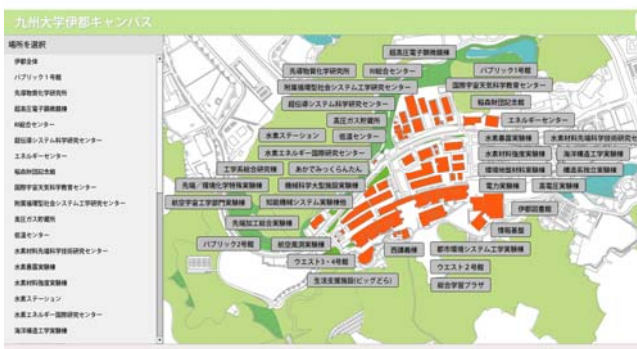 九州大学伊都キャンパス
場所を選択
伊都全体
パブリック1号館
先導物質化学研究所
超高圧電子顕微鏡棟
RI総合センター
超伝導システム科学研究センター
エネルギーセンター
稲森財団記念館
国際宇宙天気科学教育センター
附属循環型社会システム工学研究センター
高圧ガス貯蔵所
低温センター
水素材料先端科学技術研究センター
水素暴露実験棟
水素材料強度実験棟
水素ステーション
水素エネルギー国際研究センター
海洋構造工学実験棟
超高圧電子顕微鏡棟
先導物質化学研究所
RI総合センター
パブリック1号館
附属循環型社会システム工学研究センター
国際宇宙天気科学教育センター
超伝導システム科学研究センター
稲森財団記念館
高圧ガス貯蔵所
エネルギーセンター
水素ステーション
低温センター
水素暴露実験棟
水素材料先端科学技術研究セン
水素エネルギー国際研究センター
水素材料強度実験棟
海洋構造工学実験棟
工学系総合研究棟
あかでみっくらんたん
環境地盤材料実験棟
構造系独立実験棟
先端／環境化学特殊実験棟
機械科学大型施設実験棟
電力実験棟
高電圧実験棟
航空宇宙工学部門実験棟
知能機械システム実験棟他
伊都図書館
先端加工総合実験棟
情報基盤
パブリック2号館
航空風洞実験棟
西講義棟
都市環境システム工学実験棟
ウエスト3・4号館
ウエスト2号館
生活支援施設(ビッグどら)
総合学習プラザ